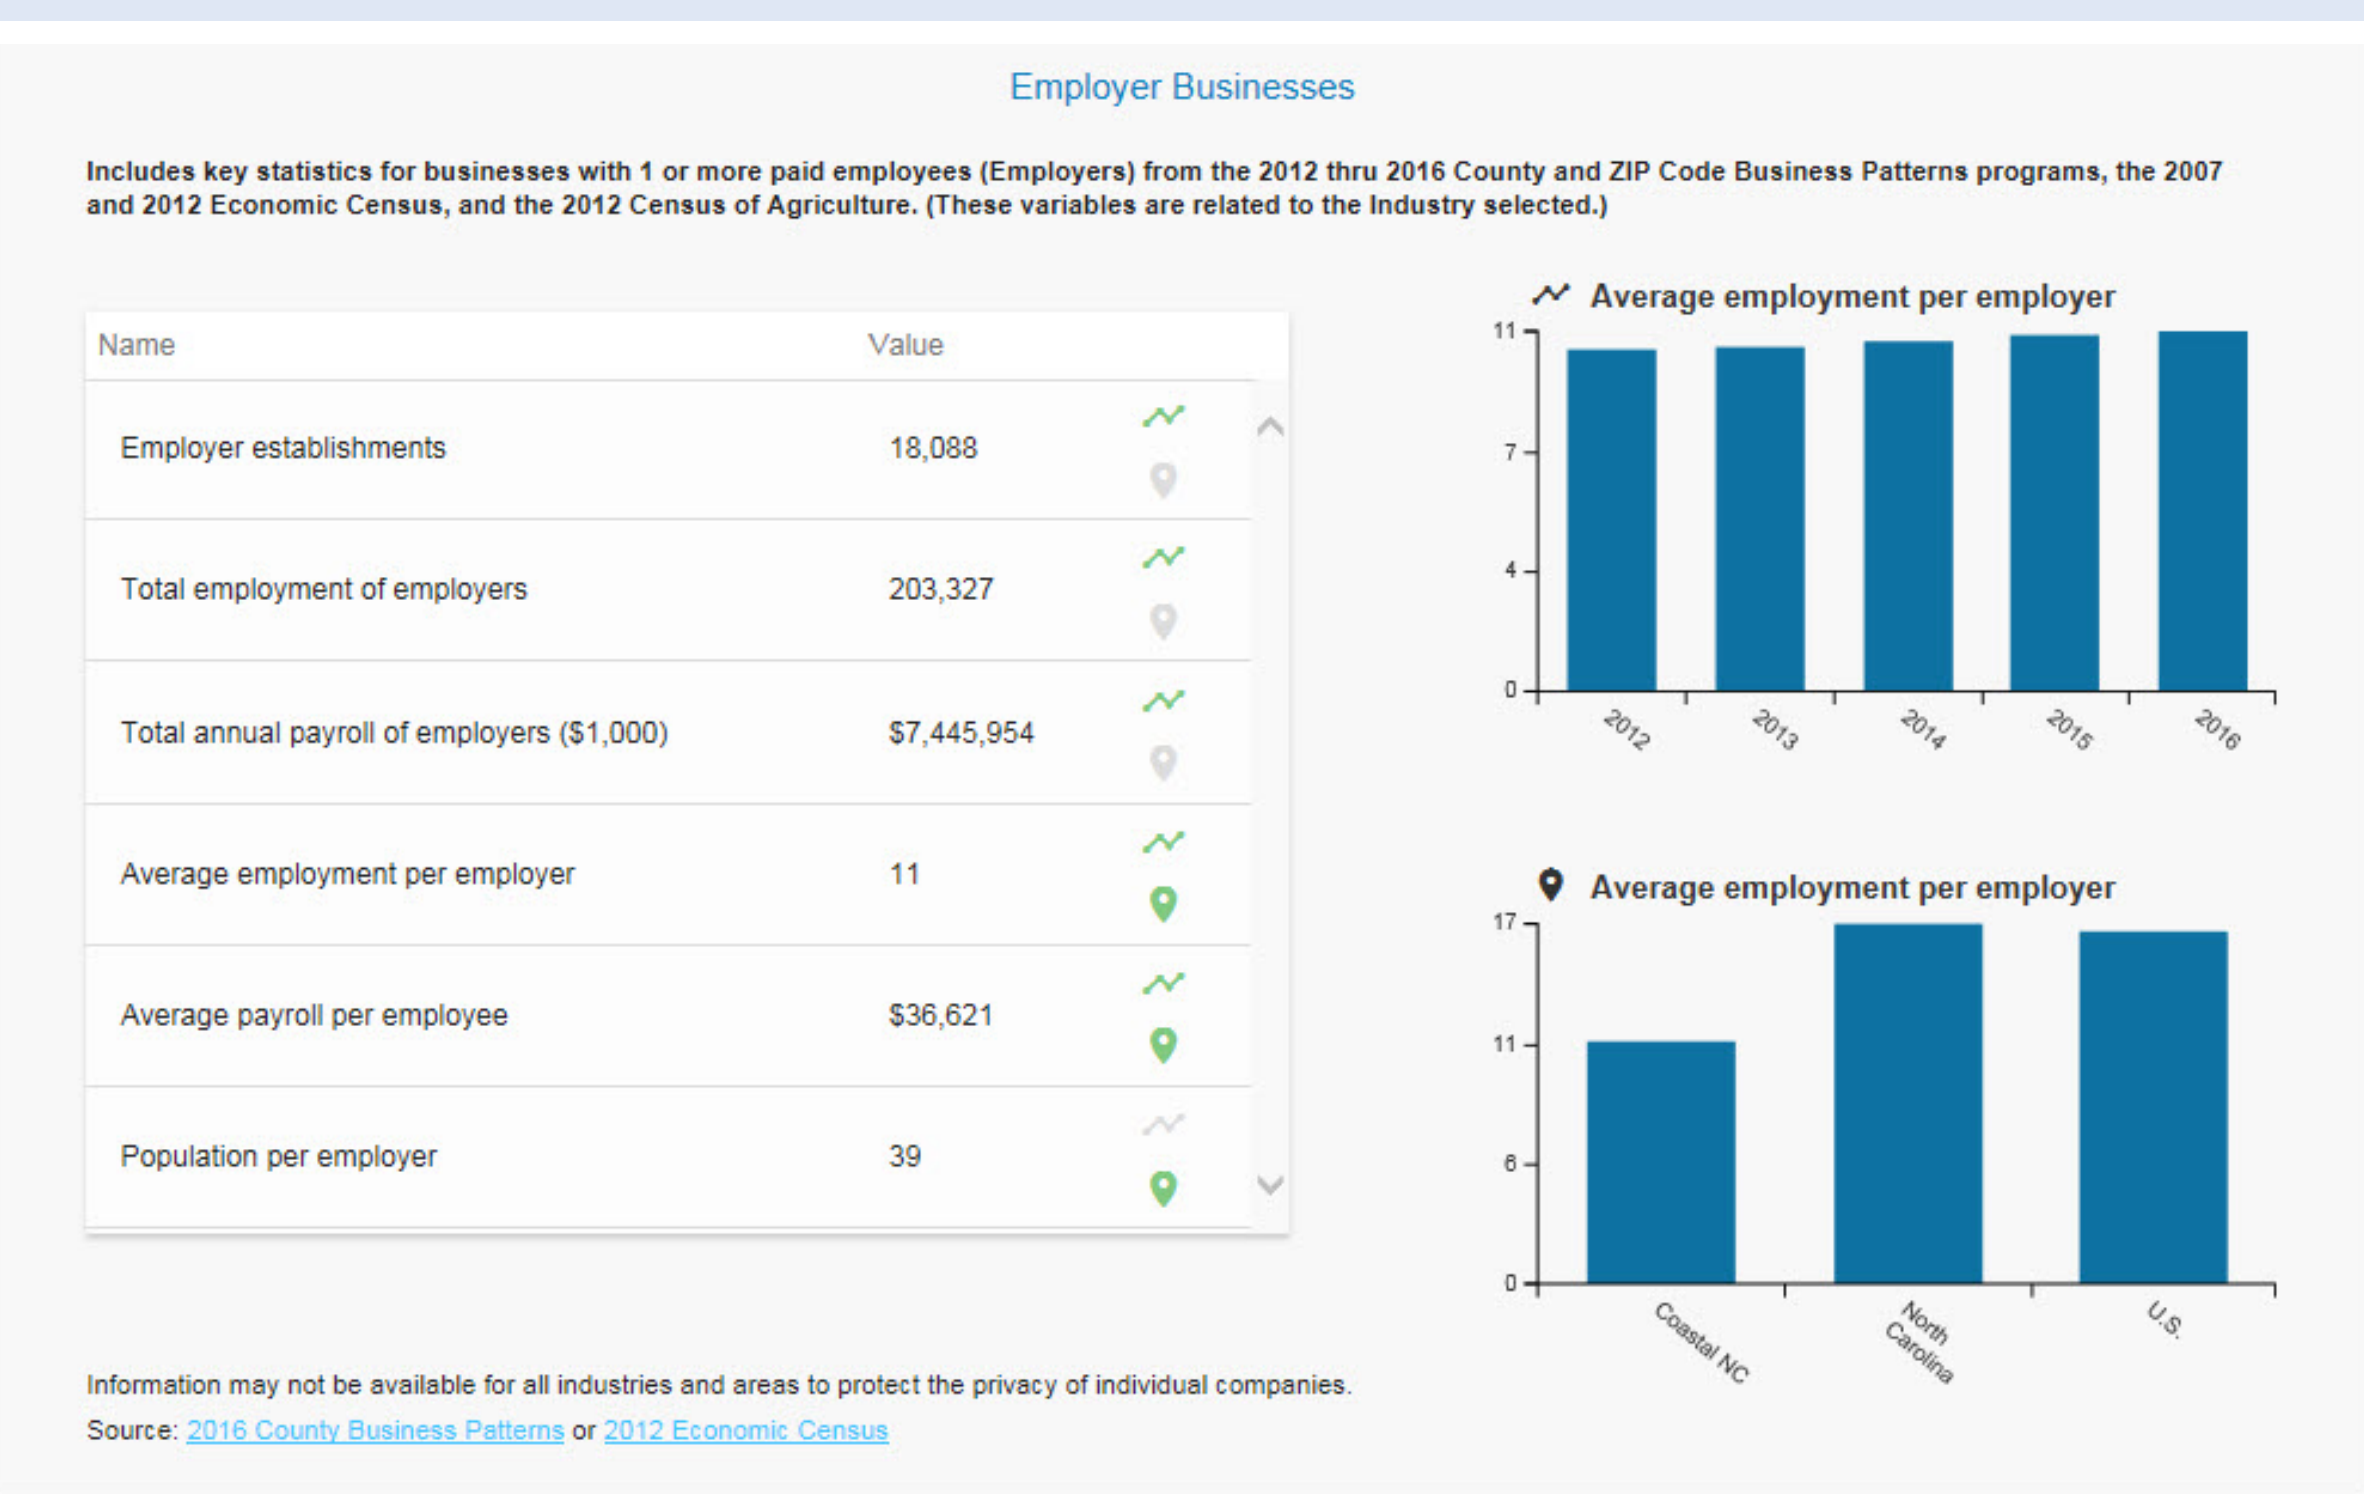 Employer Businesses
Includes key statistics for businesses with 1 or more paid employees (Employers) from the 2012 thru 2016 County and ZIP Code Business Patterns programs, the 2007
and 2012 Economic Census, and the 2012 Census of Agriculture. (These variables are related to the Industry selected.)
Name Value
Employer establishments 18,088
Total employment of employers 203,327
Total annual payroll of employers ($1,000) $7,445,954
Average employment per employer 11
Average payroll per employee $36,621
Population per employer 39
Average employment per employer
11
7
4
0
2012 2013 2014 2015 2016
Average employment per employer
17
11
6
0
Coastal NC
North
Carolina
U.S.
Information may not be available for all industries and areas to protect the privacy of individual companies.
Source: 2016 County Business Patterns or 2012 Economic Census